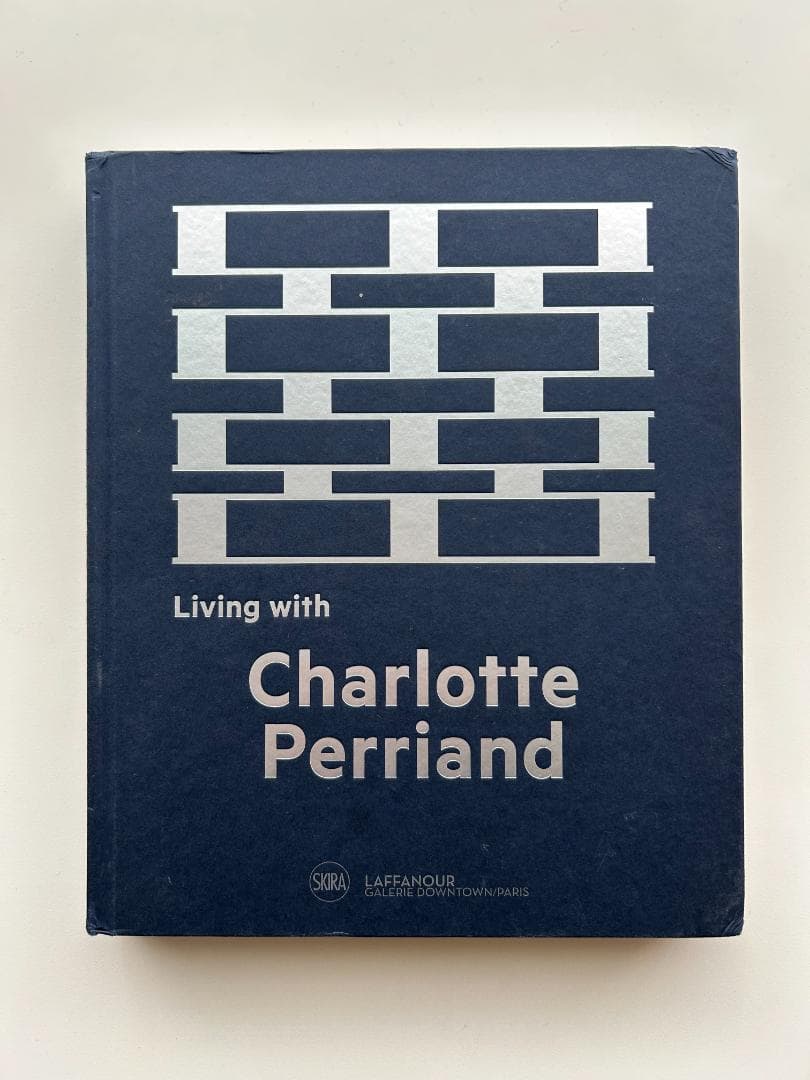 Living with
Charlotte
Perriand
SKIRA
LAFFANOUR
GALERIE DOWNTOWN/PARIS